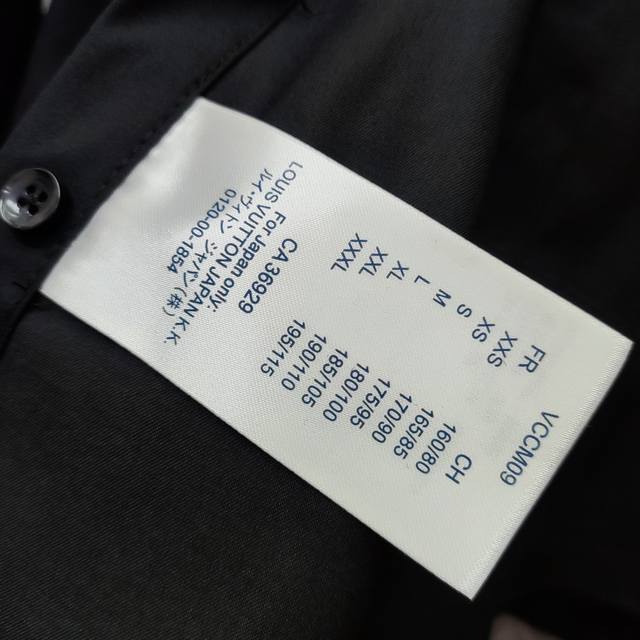 VCCM09
FR CH
XXS 160/80
XS 165/85
S 170/90
M 175/95
L 180/100
XL 185/105
XXL 190/110
XXXL 195/115
CA 36929
For Japan only:
LOUIS VUITTON JAPAN K.K.
ルイ・ヴィトン ジャパン(株)
0120-00-1854